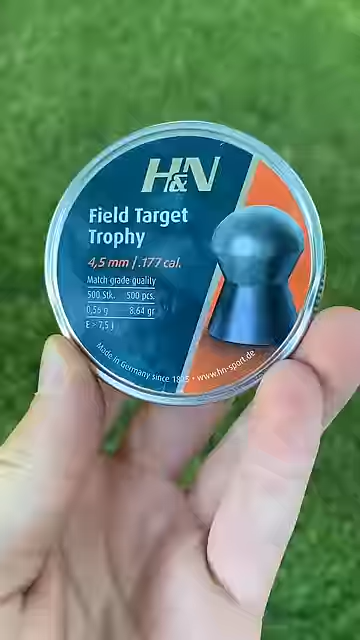 H&N
Field Target
Trophy
4,5 mm | .177 cal.
Match grade quality
500 Stk. 500 pcs.
0,56 g 8.64 gr
E > 7,5 J
Made in Germany since 1825 • www.hn-sport.de